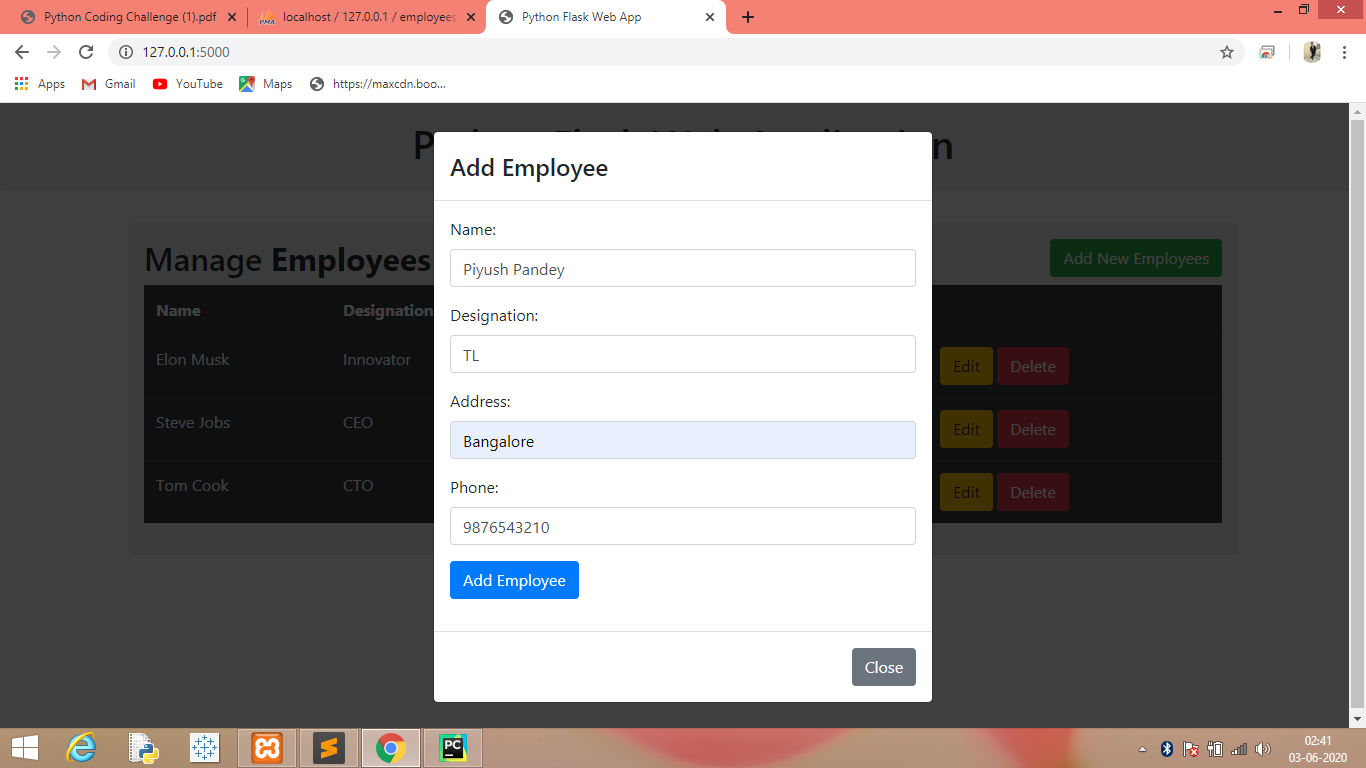 Python Coding Challenge (1).pdf
localhost / 127.0.0.1 / employees
Python Flask Web App
127.0.0.1:5000
Apps
Gmail
YouTube
Maps
https://maxcdn.boo...
Add Employee
Name:
Piyush Pandey
Designation:
TL
Address:
Bangalore
Phone:
9876543210
Add Employee
Close
Manage Employees
Add New Employees
Name Designation
Elon Musk Innovator Edit Delete
Steve Jobs CEO Edit Delete
Tom Cook CTO Edit Delete
PC
02:41
03-06-2020